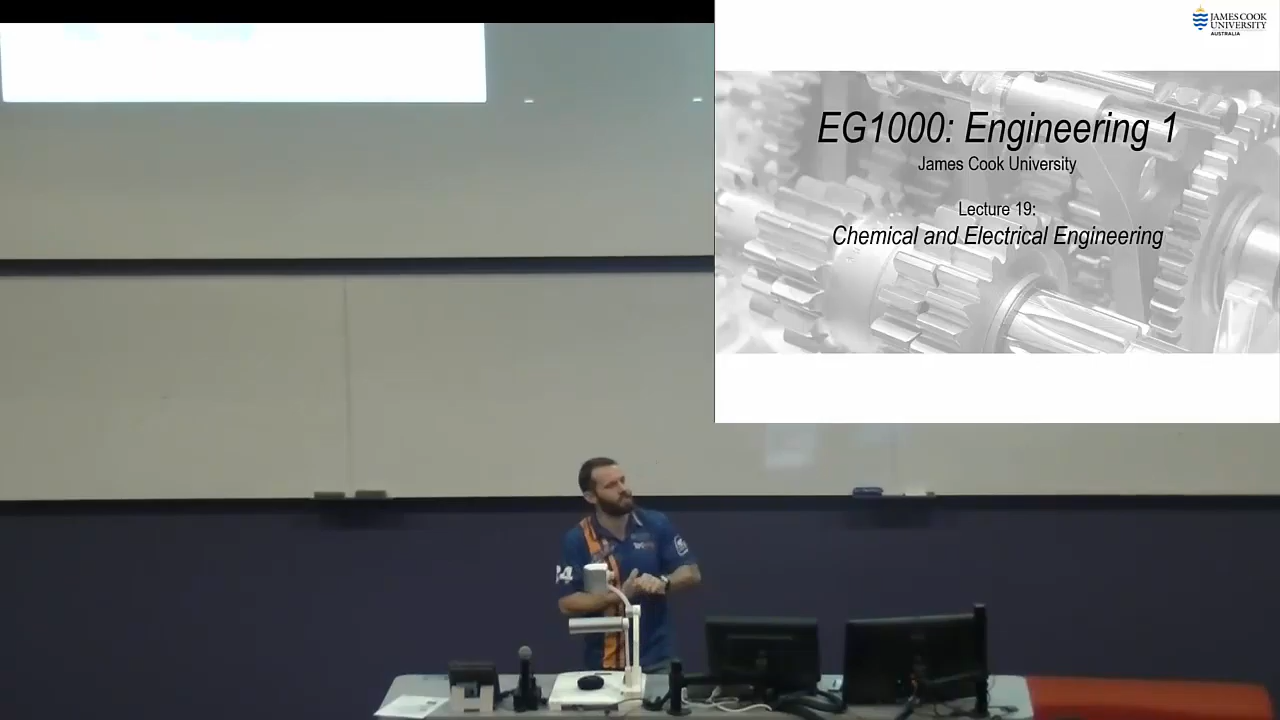 JAMES COOK
UNIVERSITY
AUSTRALIA
EG1000: Engineering 1
James Cook University
Lecture 19:
Chemical and Electrical Engineering